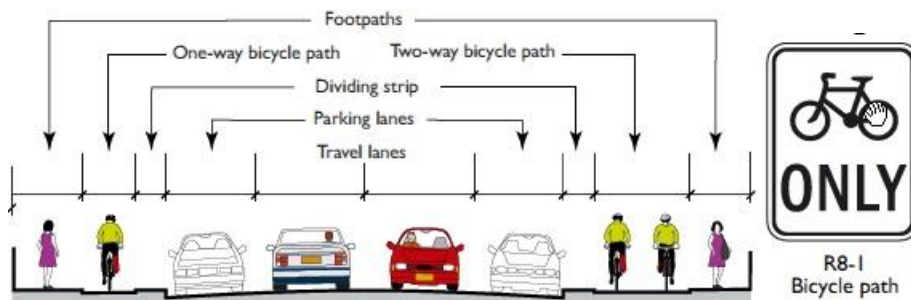 Footpaths
One-way bicycle path
Two-way bicycle path
Dividing strip
Parking lanes
Travel lanes
ONLY
R8-1
Bicycle path